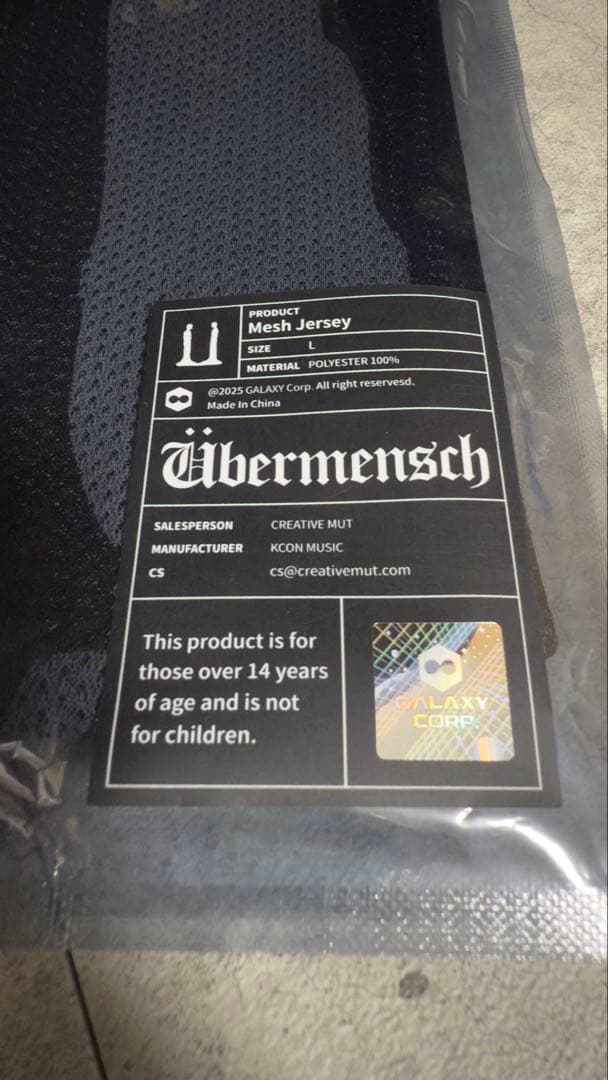 PRODUCT
Mesh Jersey
SIZE L
MATERIAL POLYESTER 100%
@2025 GALAXY Corp. All right reservesd.
Made In China
Übermensch
SALESPERSON CREATIVE MUT
MANUFACTURER KCON MUSIC
CS cs@creativemut.com
This product is for
those over 14 years
of age and is not
for children.
GALAXY
CORP.